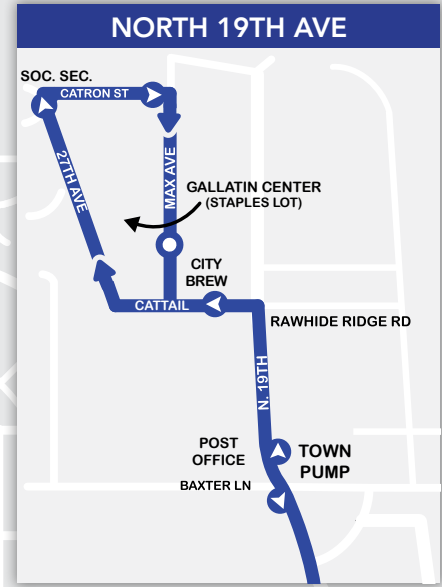 NORTH 19TH AVE
SOC. SEC.
CATRON ST
27TH AVE
MAX AVE
GALLATIN CENTER
(STAPLES LOT)
CITY
BREW
CATTAIL
RAWHIDE RIDGE RD
N. 19TH
POST
OFFICE
TOWN
PUMP
BAXTER LN